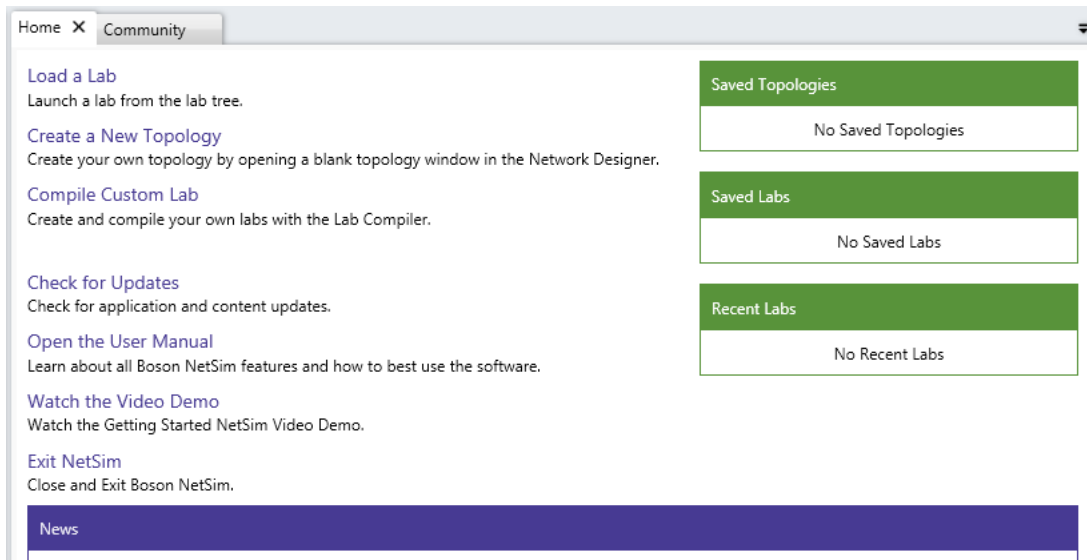 Home
Community
Load a Lab
Launch a lab from the lab tree.
Create a New Topology
Create your own topology by opening a blank topology window in the Network Designer.
Compile Custom Lab
Create and compile your own labs with the Lab Compiler.
Check for Updates
Check for application and content updates.
Open the User Manual
Learn about all Boson NetSim features and how to best use the software.
Watch the Video Demo
Watch the Getting Started NetSim Video Demo.
Exit NetSim
Close and Exit Boson NetSim.
Saved Topologies
No Saved Topologies
Saved Labs
No Saved Labs
Recent Labs
No Recent Labs
News